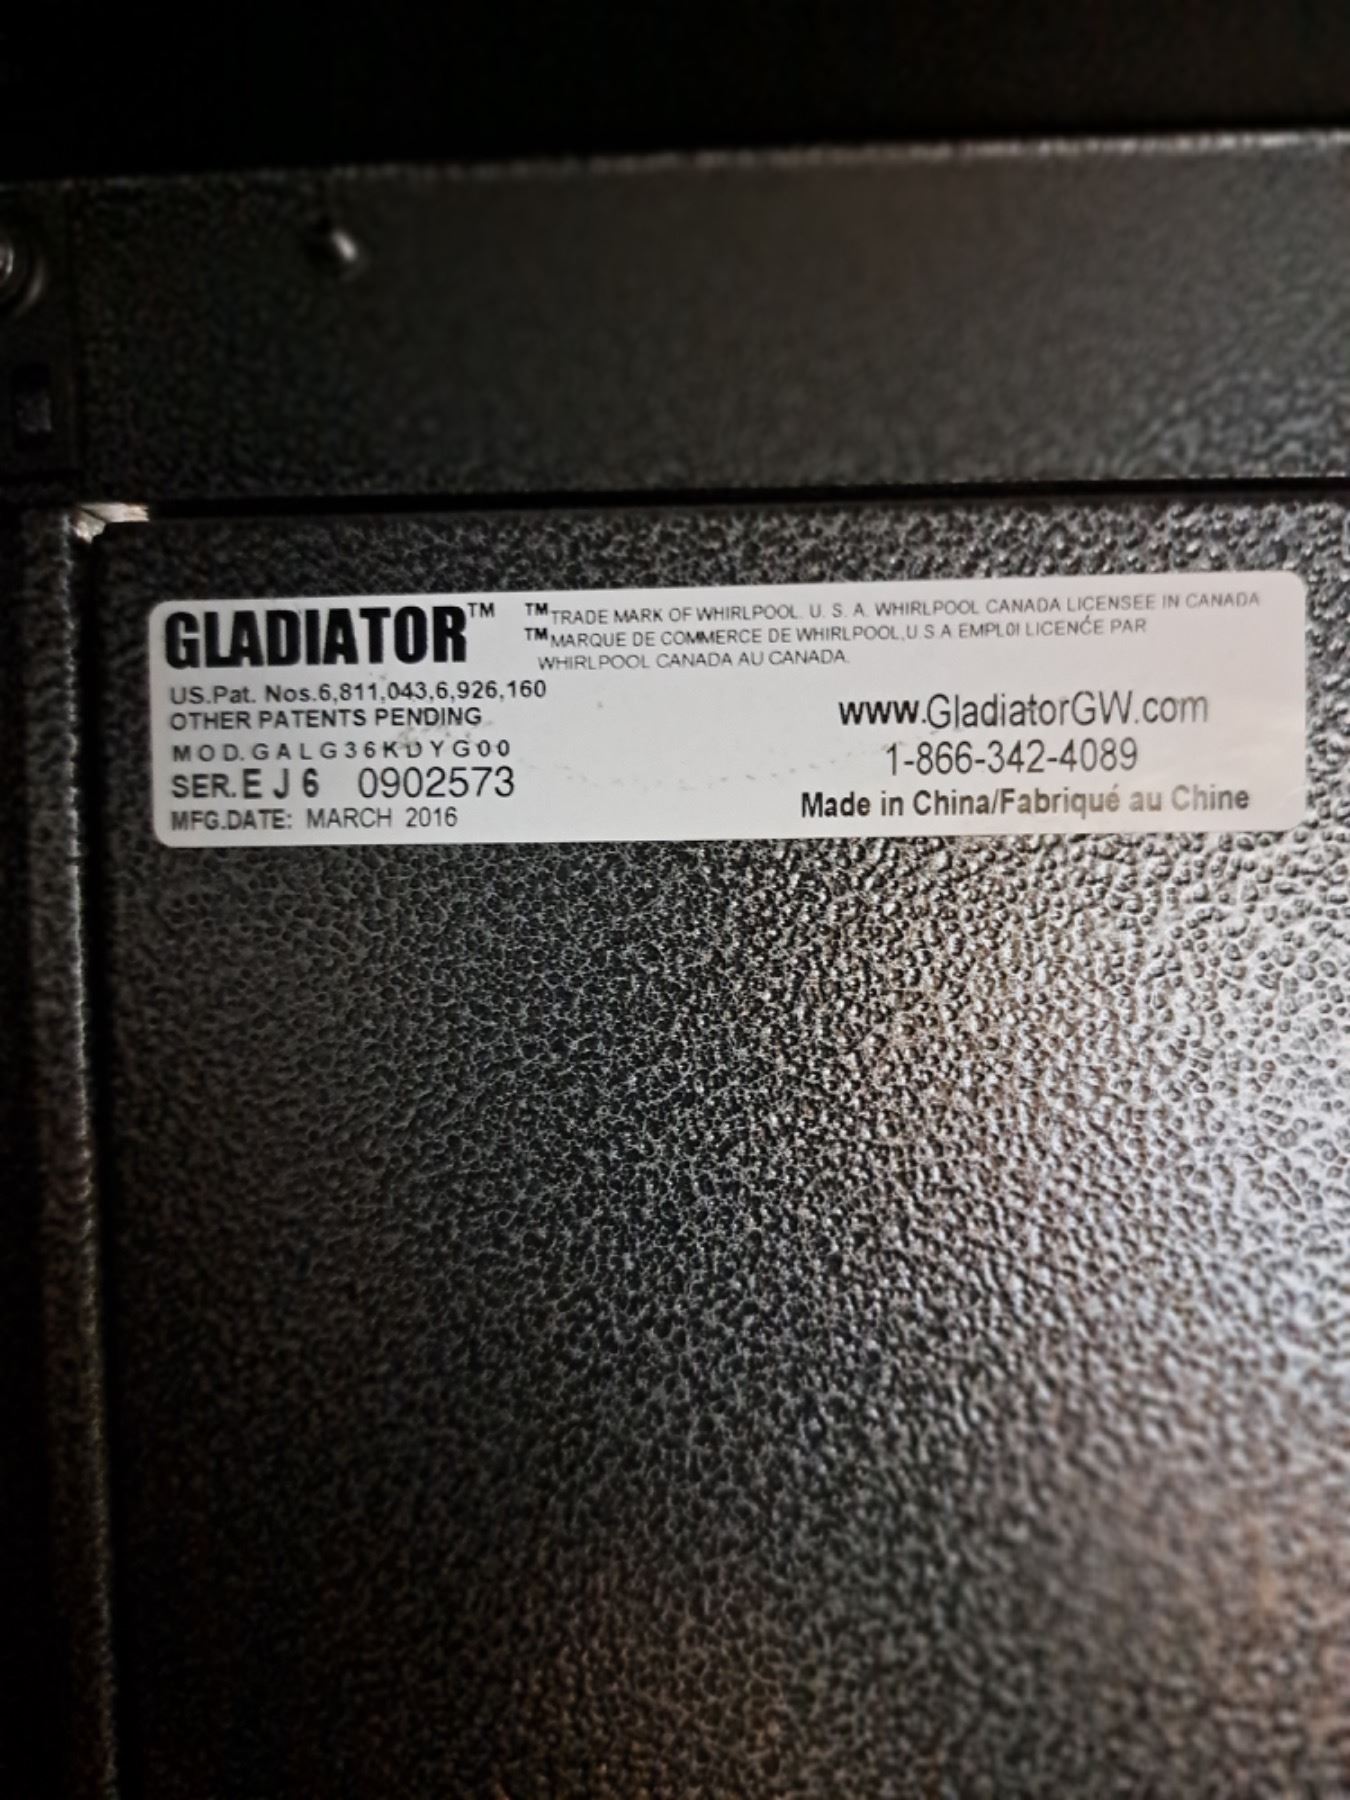 GLADIATOR™
™TRADE MARK OF WHIRLPOOL. U. S. A. WHIRLPOOL CANADA LICENSEE IN CANADA
™MARQUE DE COMMERCE DE WHIRLPOOL,U.S.A EMPLOI LICENĆE PAR
WHIRLPOOL CANADA AU CANADA.
US.Pat. Nos.6,811,043,6,926,160
OTHER PATENTS PENDING
MOD.GALG36KDYG00
SER.EJ6 0902573
MFG.DATE: MARCH 2016
www.GladiatorGW.com
1-866-342-4089
Made in China/Fabriqué au Chine